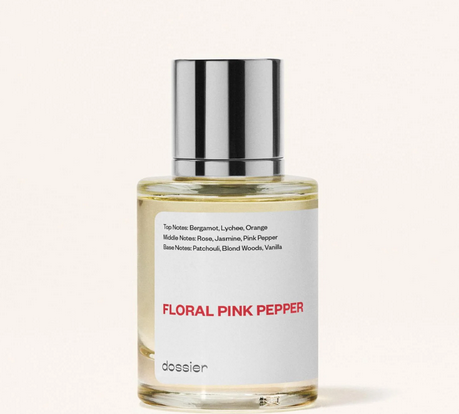 Top Notes: Bergamot, Lychee, Orange
Middle Notes: Rose, Jasmine, Pink Pepper
Base Notes: Patchouli, Blond Woods, Vanilla
FLORAL PINK PEPPER
dossier